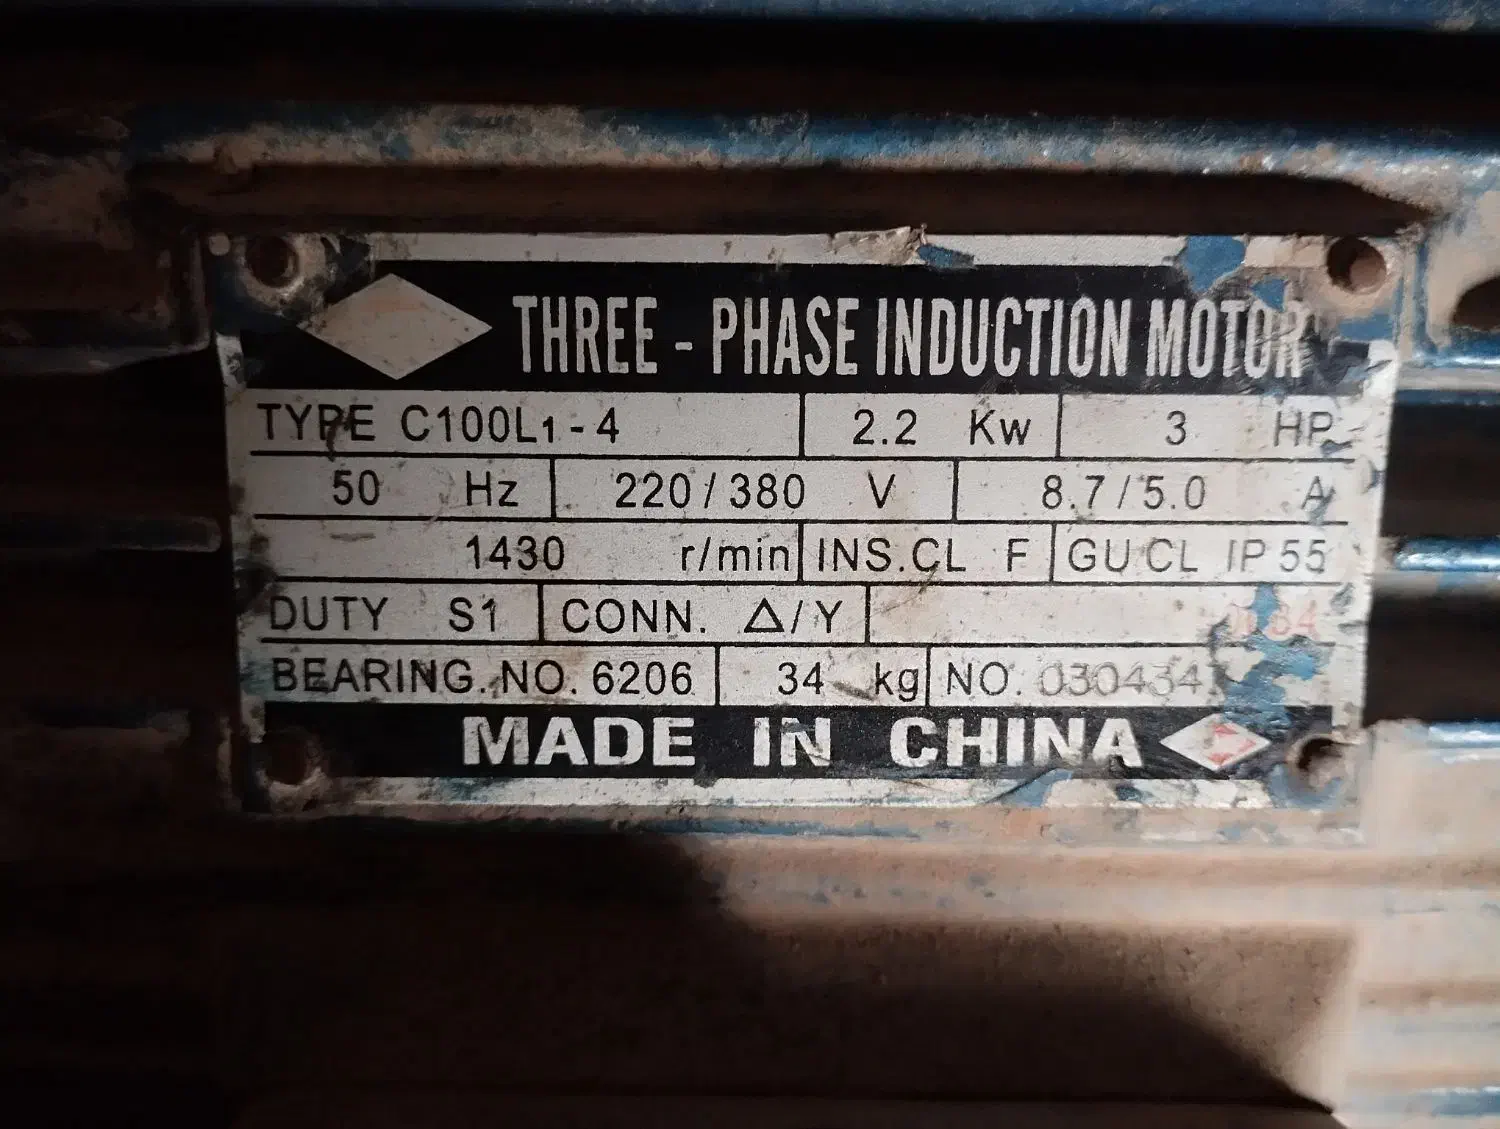 THREE - PHASE INDUCTION MOTOR
TYPE C100L1 - 4 2.2 Kw 3 HP
50 Hz 220 / 380 V 8.7 / 5.0 A
1430 r/min INS.CL F GU CL IP 55
DUTY S1 CONN. Δ/Y
BEARING. NO. 6206 34 kg NO.
MADE IN CHINA